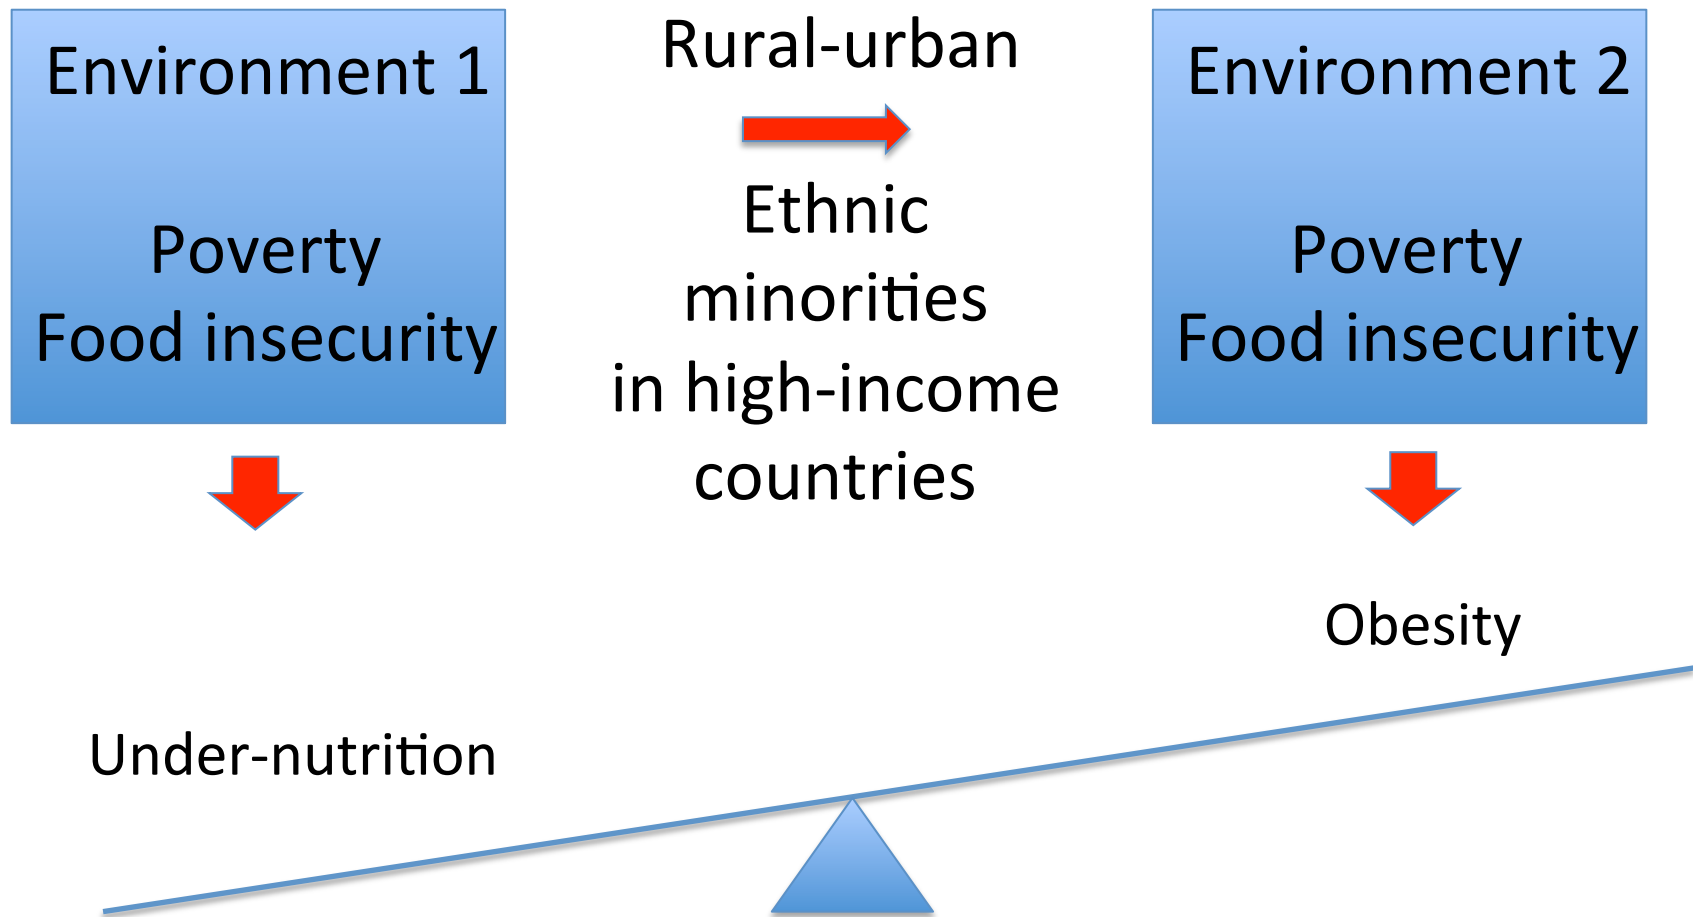 Environment 1
Poverty
Food insecurity
Rural-urban
Ethnic
minorities
in high-income
countries
Environment 2
Poverty
Food insecurity
Under-nutrition
Obesity